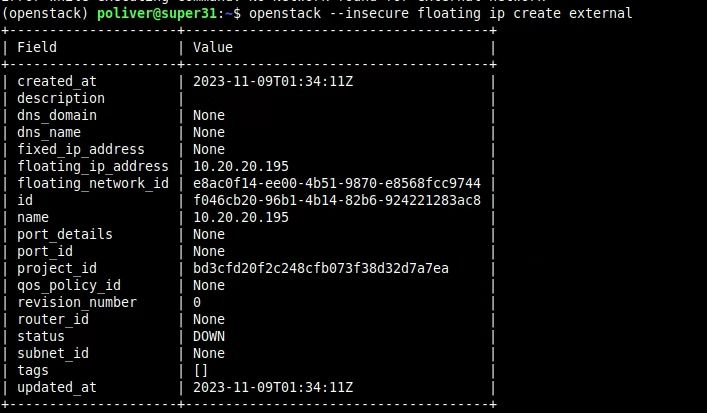 (openstack) poliver@super31:~$ openstack --insecure floating ip create external
+---------------------+--------------------------------------+
| Field               | Value                                |
+---------------------+--------------------------------------+
| created_at          | 2023-11-09T01:34:11Z                 |
| description         |                                      |
| dns_domain          | None                                 |
| dns_name            | None                                 |
| fixed_ip_address    | None                                 |
| floating_ip_address | 10.20.20.195                         |
| floating_network_id | e8ac0f14-ee00-4b51-9870-e8568fcc9744 |
| id                  | f046cb20-96b1-4b14-82b6-924221283ac8 |
| name                | 10.20.20.195                         |
| port_details        | None                                 |
| port_id             | None                                 |
| project_id          | bd3cfd20f2c248cfb073f38d32d7a7ea     |
| qos_policy_id       | None                                 |
| revision_number     | 0                                    |
| router_id           | None                                 |
| status              | DOWN                                 |
| subnet_id           | None                                 |
| tags                | []                                   |
| updated_at          | 2023-11-09T01:34:11Z                 |
+---------------------+--------------------------------------+